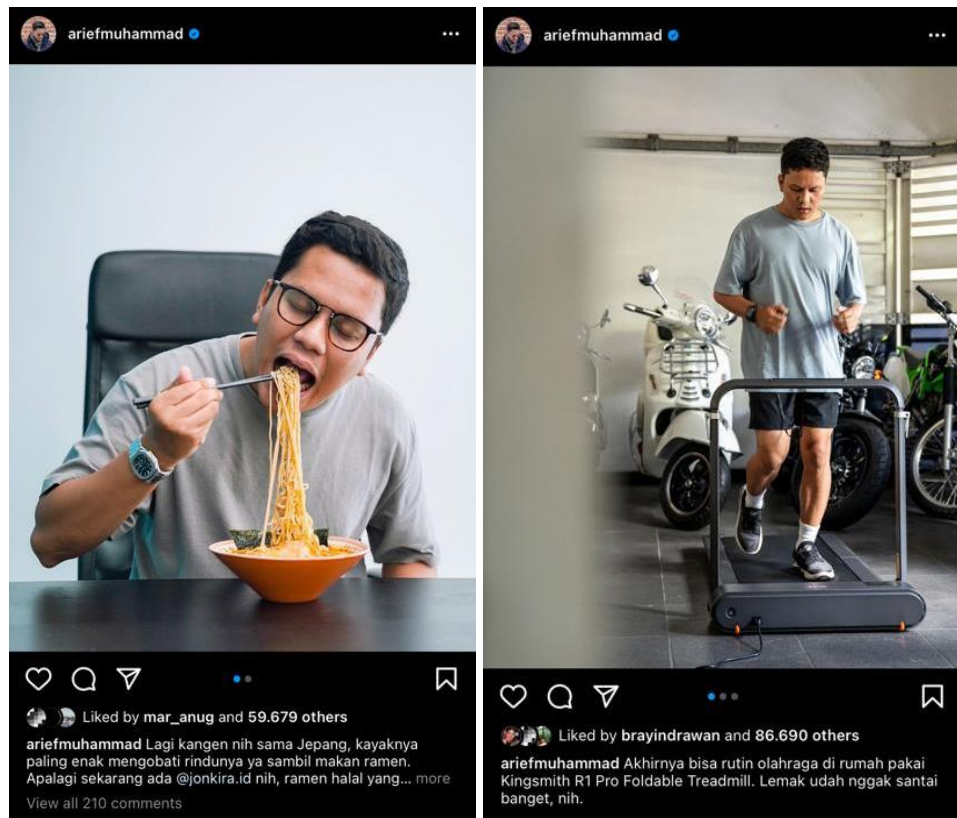 ariefmuhammad
Liked by mar_anug and 59.679 others
ariefmuhammad Lagi kangen nih sama Jepang, kayaknya
paling enak mengobati rindunya ya sambil makan ramen.
Apalagi sekarang ada @jonkira.id nih, ramen halal yang... more
View all 210 comments
ariefmuhammad
Liked by brayindrawan and 86.690 others
ariefmuhammad Akhirnya bisa rutin olahraga di rumah pakai
Kingsmith R1 Pro Foldable Treadmill. Lemak udah nggak santai
banget, nih.